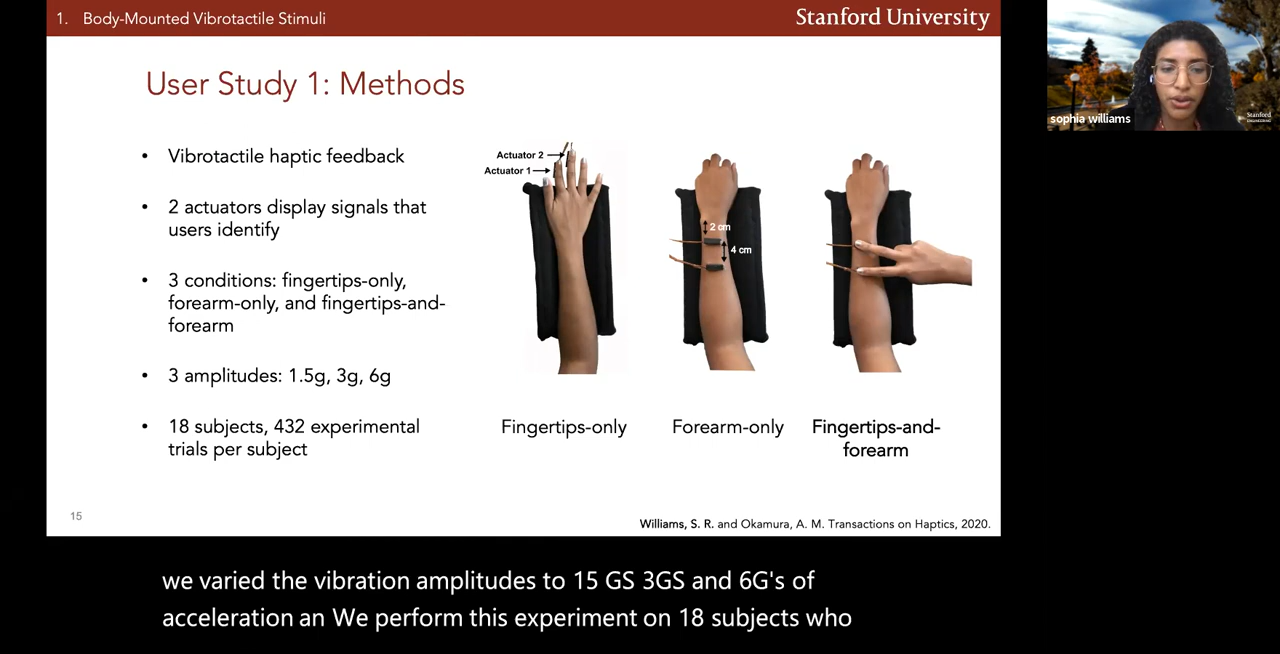 1. Body-Mounted Vibrotactile Stimuli
Stanford University
sophia williams
Stanford
ENGINEERING
User Study 1: Methods
• Vibrotactile haptic feedback
• 2 actuators display signals that
users identify
• 3 conditions: fingertips-only,
forearm-only, and fingertips-and-
forearm
• 3 amplitudes: 1.5g, 3g, 6g
• 18 subjects, 432 experimental
trials per subject
Actuator 2
Actuator 1
2 cm
4 cm
Fingertips-only
Forearm-only
Fingertips-and-
forearm
15
Williams, S. R. and Okamura, A. M. Transactions on Haptics, 2020.
we varied the vibration amplitudes to 15 GS 3GS and 6G's of
acceleration an We perform this experiment on 18 subjects who